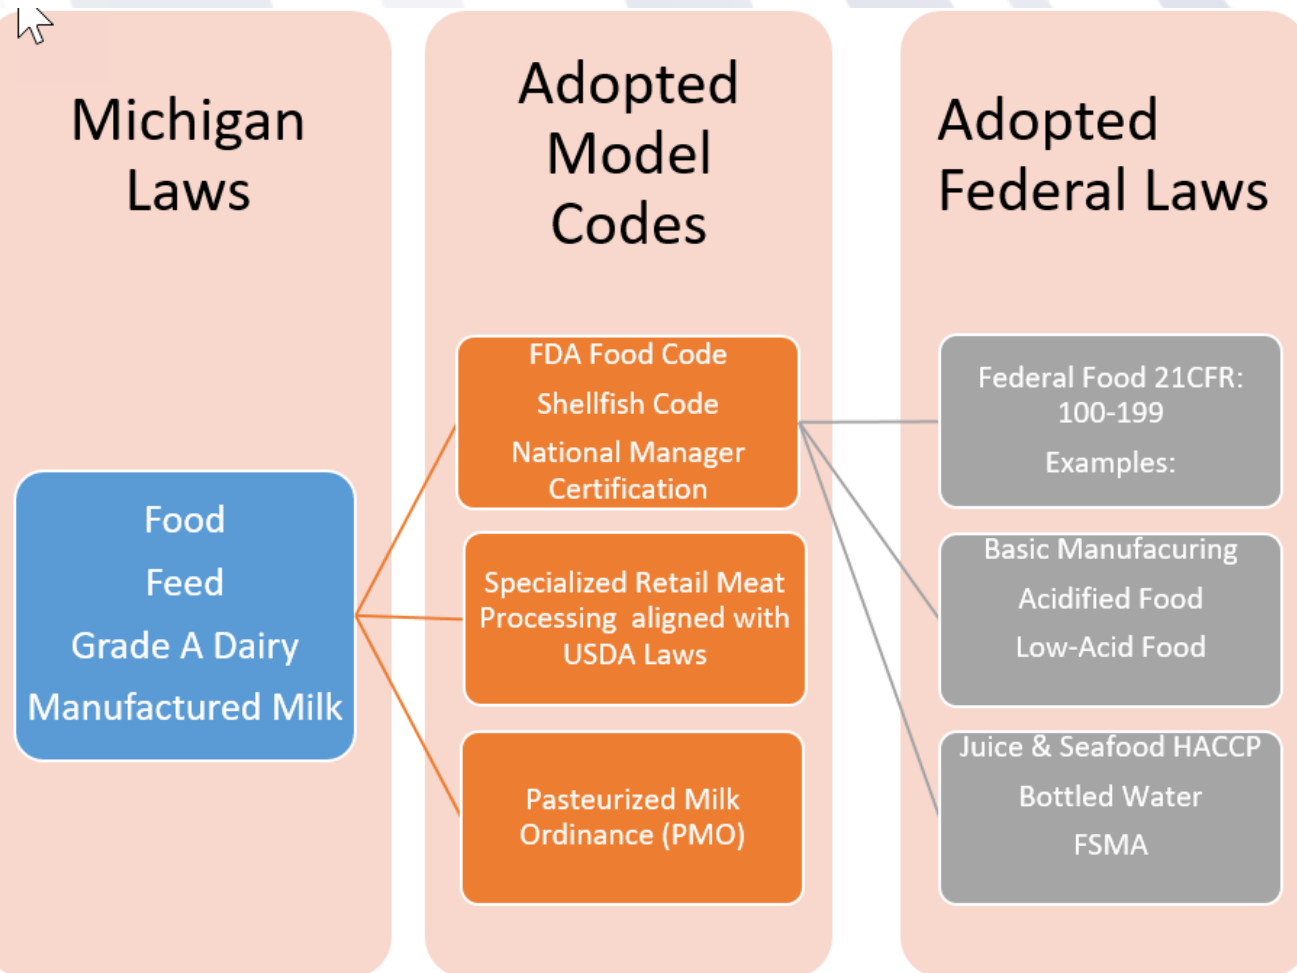 Michigan
Laws
Food
Feed
Grade A Dairy
Manufactured Milk
Adopted
Model
Codes
FDA Food Code
Shellfish Code
National Manager
Certification
Specialized Retail Meat
Processing aligned with
USDA Laws
Pasteurized Milk
Ordinance (PMO)
Adopted
Federal Laws
Federal Food 21CFR:
100-199
Examples:
Basic Manufacuring
Acidified Food
Low-Acid Food
Juice & Seafood HACCP
Bottled Water
FSMA